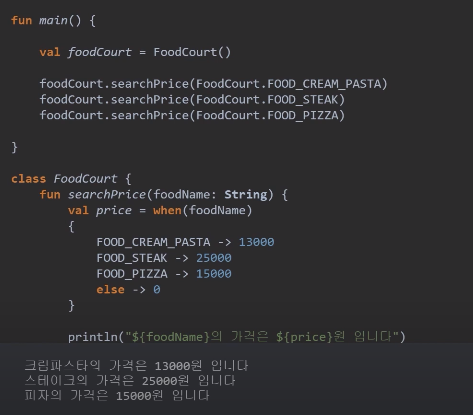 fun main() {
val foodCourt = FoodCourt()
foodCourt.searchPrice(FoodCourt.FOOD_CREAM_PASTA)
foodCourt.searchPrice(FoodCourt.FOOD_STEAK)
foodCourt.searchPrice(FoodCourt.FOOD_PIZZA)
}
class FoodCourt {
fun searchPrice(foodName: String) {
val price = when(foodName)
{
FOOD_CREAM_PASTA -> 13000
FOOD_STEAK -> 25000
FOOD_PIZZA -> 15000
else -> 0
}
println("${foodName}의 가격은 ${price}원 입니다")
크림파스타의 가격은 13000원 입니다
스테이크의 가격은 25000원 입니다
피자의 가격은 15000원 입니다